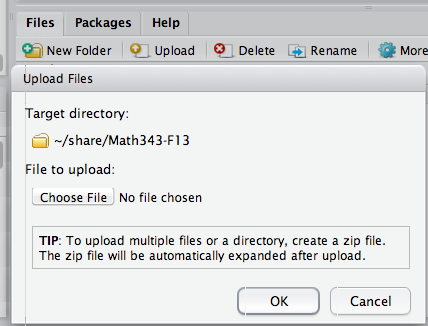 Files Packages Help
New Folder Upload Delete Rename More
Upload Files
Target directory:
~/share/Math343-F13
File to upload:
Choose File No file chosen
TIP: To upload multiple files or a directory, create a zip file.
The zip file will be automatically expanded after upload.
OK Cancel